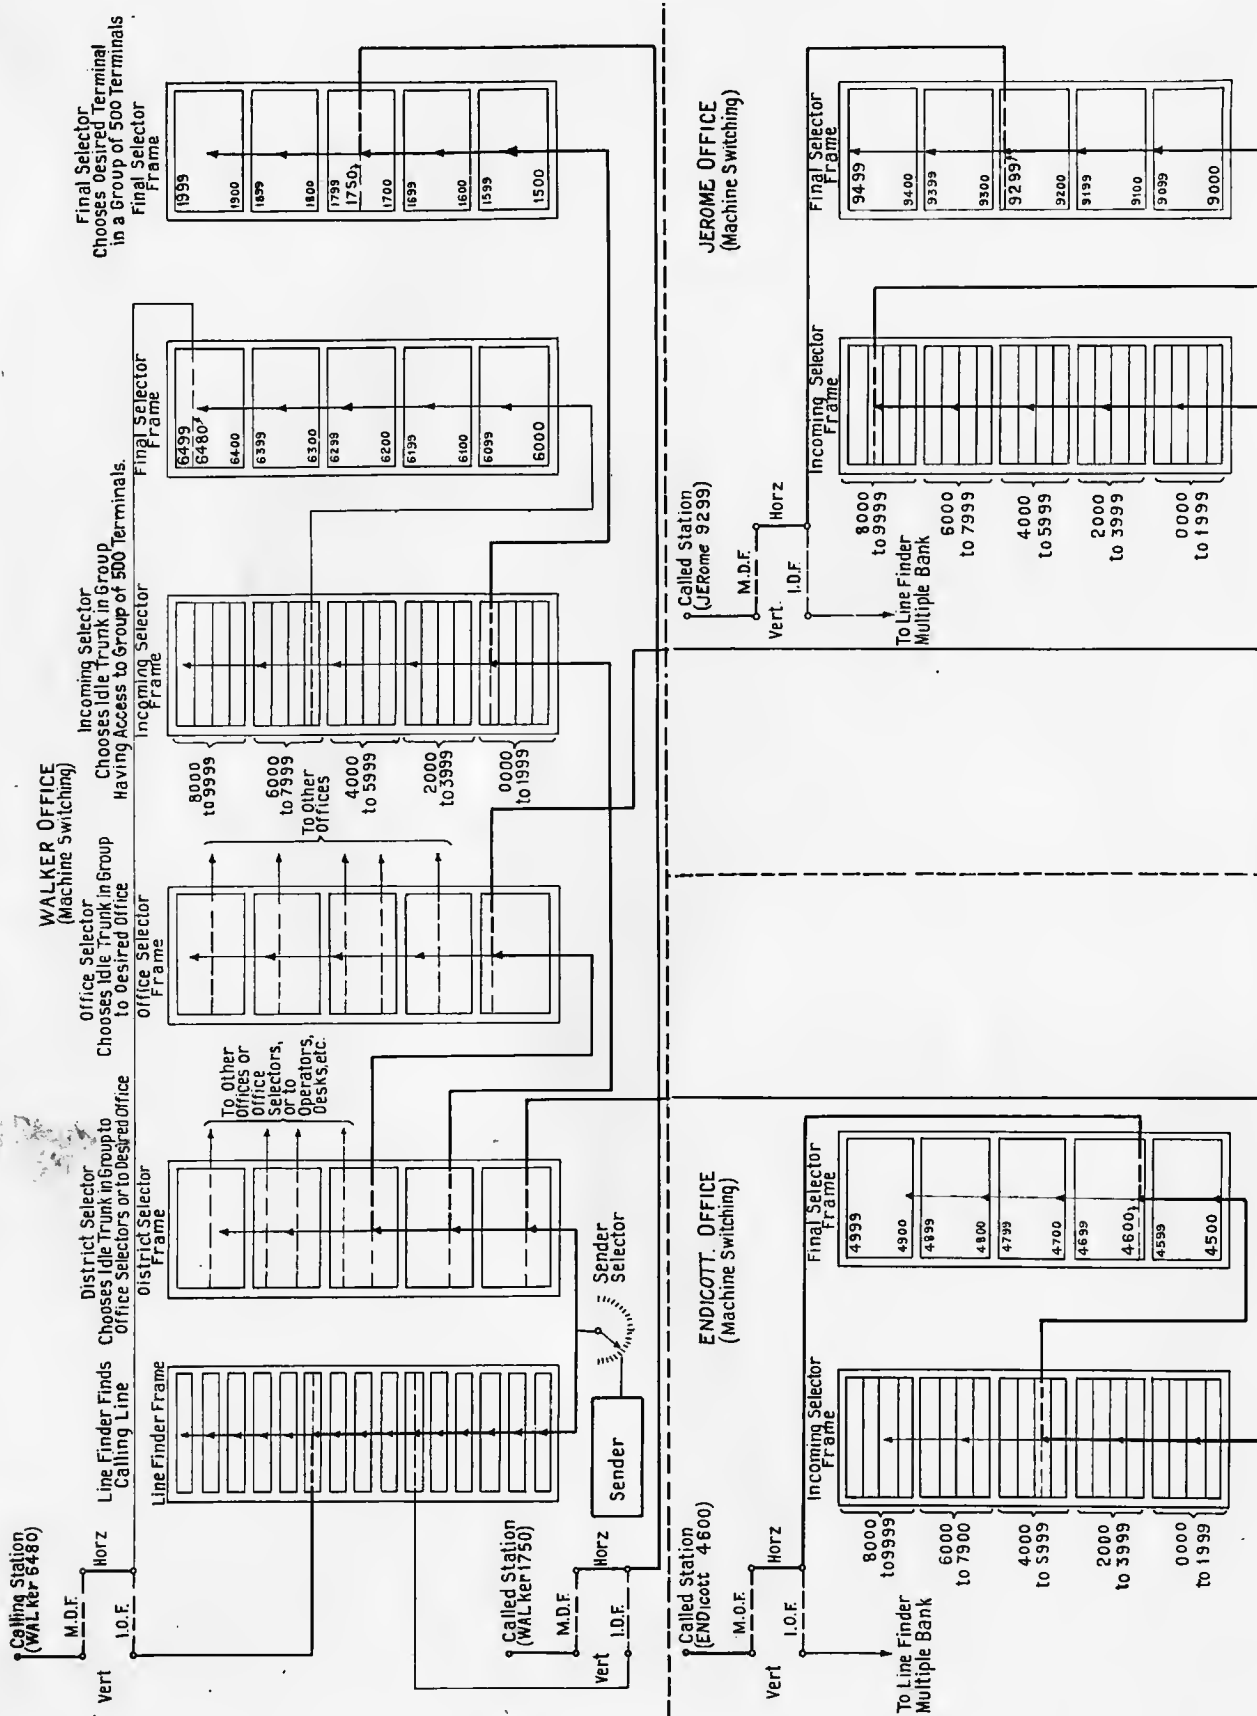 WALKER OFFICE
(Machine Switching)
Calling Station
(WALker 6480)
M.D.F.
Horz
Vert
I.D.F.
Line Finder Finds
Calling Line
Line Finder Frame
District Selector
Chooses Idle Trunk in Group to
Office Selectors or to Desired Office
District Selector
Frame
To Other
Offices or
Office
Selectors,
or to
Operators,
Desks, etc.
Office Selector
Chooses Idle Trunk in Group
to Desired Office
Office Selector
Frame
To Other
Offices
Incoming Selector
Chooses Idle Trunk in Group
Having Access to Group of 500 Terminals.
Incoming Selector
Frame
8000
to 9999
6000
to 7999
4000
to 5999
2000
to 3999
0000
to 1999
Final Selector
Frame
6499
6480
6400
6399
6300
6299
6200
6199
6100
6099
6000
Final Selector
Chooses Desired Terminal
in a Group of 500 Terminals
Final Selector
Frame
1999
1900
1899
1800
1799
1750
1700
1699
1600
1599
1500
Sender
Selector
Sender
Called Station
(WALker 1750)
M.D.F.
Horz
Vert
I.D.F.
ENDICOTT. OFFICE
(Machine Switching)
Called Station
(ENDicott 4600)
M.D.F.
Horz
Vert
I.D.F.
To Line Finder
Multiple Bank
Incoming Selector
Frame
8000
to 9999
6000
to 7900
4000
to 5999
2000
to 3999
0000
to 1999
Final Selector
Frame
4999
4900
4899
4800
4799
4700
4699
4600
4599
4500
JEROME OFFICE
(Machine Switching)
Called Station
(JERome 9299)
M.D.F.
Horz
Vert.
I.D.F.
To Line Finder
Multiple Bank
Incoming Selector
Frame
8000
to 9999
6000
to 7999
4000
to 5999
2000
to 3999
0000
to 1999
Final Selector
Frame
9499
9400
9399
9300
9299
9200
9199
9100
9099
9000